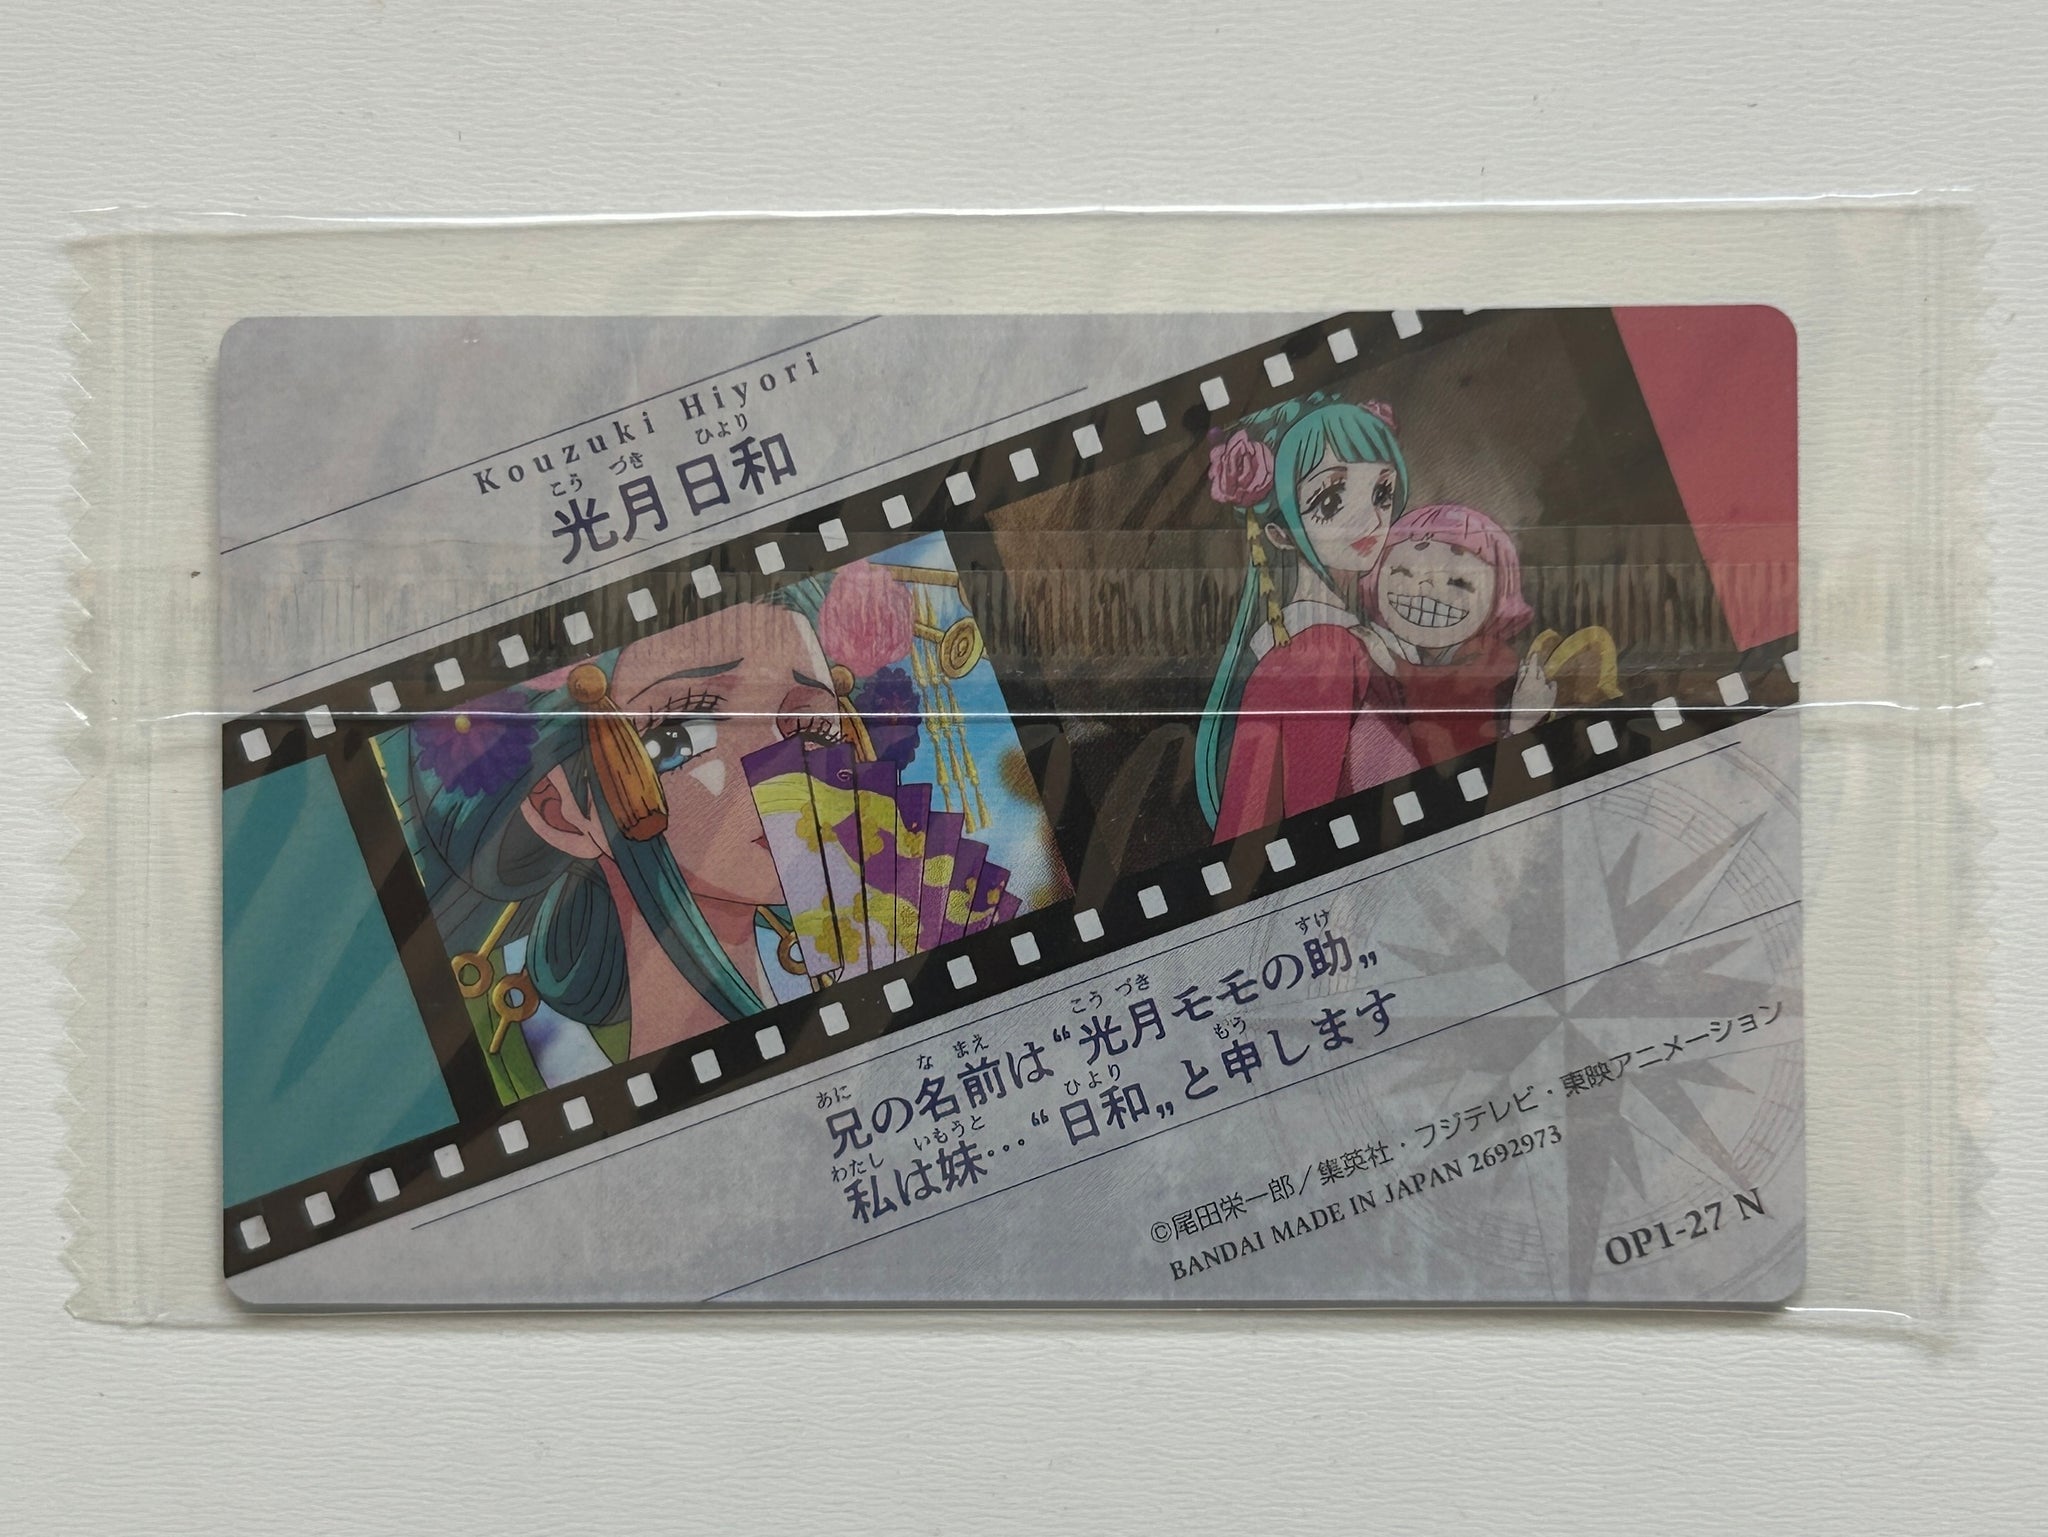 Kouzuki Hiyori
こうづきひより
光月日和
あになまえこうづきすけ
兄の名前は“光月モモの助„
わたしいもうとひよりもう
私は妹…“日和„と申します
©尾田栄一郎／集英社・フジテレビ・東映アニメーション
BANDAI MADE IN JAPAN 2692973
OP1-27 N